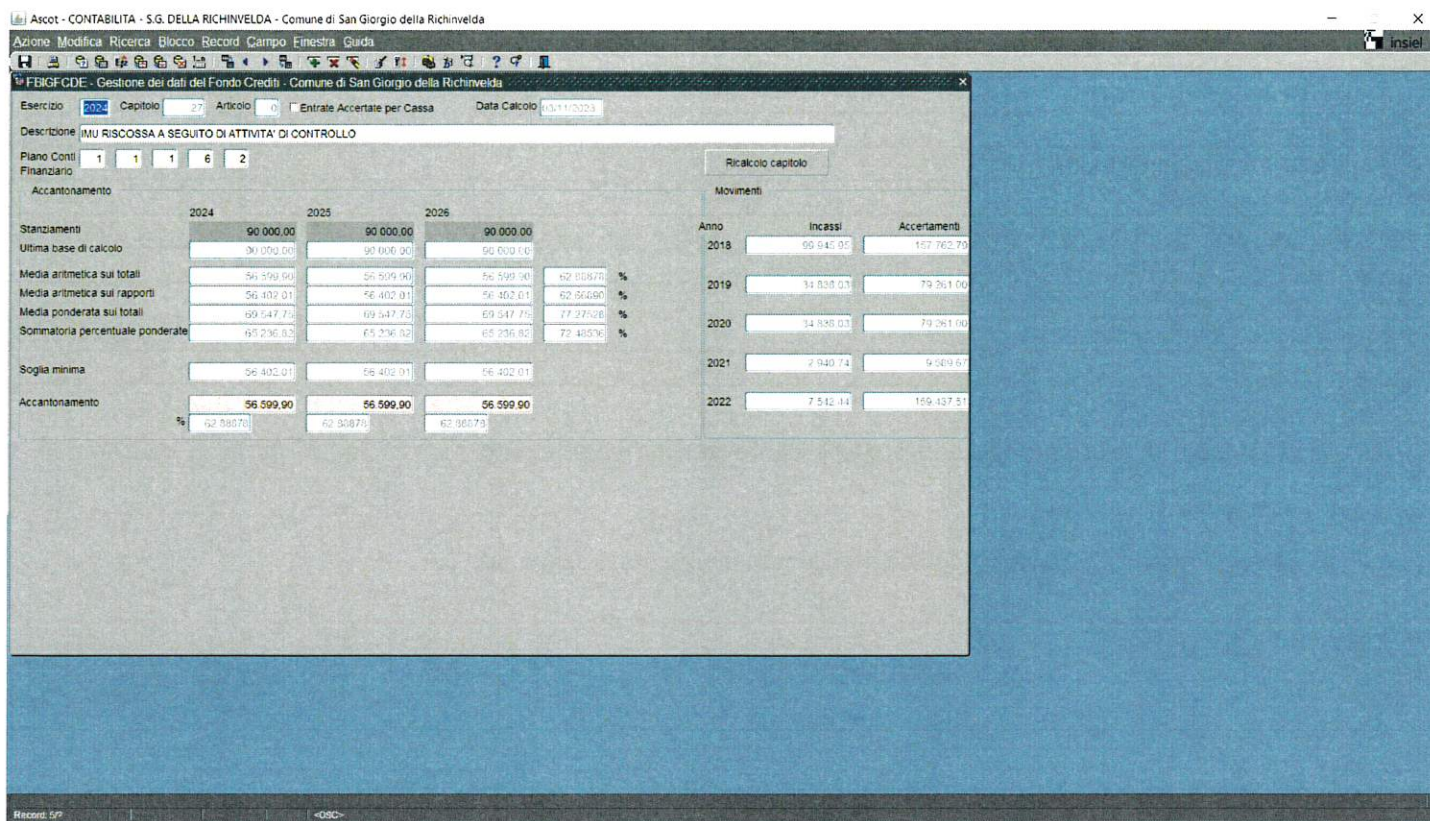 Ascot - CONTABILITA - S.G. DELLA RICHINVELDA - Comune di San Giorgio della Richinvelda
Azione Modifica Ricerca Blocco Record Campo Finestra Guida
insiel
FBIGFCDE - Gestione dei dati del Fondo Crediti - Comune di San Giorgio della Richinvelda
Esercizio 2024 Capitolo 27 Articolo 0 Entrate Accertate per Cassa Data Calcolo 03/11/2023
Descrizione IMU RISCOSSA A SEGUITO DI ATTIVITA' DI CONTROLLO
Piano Conti Finanziario 1 1 1 6 2
Ricalcolo capitolo
Accantonamento
Movimenti
2024 2025 2026
Anno Incassi Accertamenti
Stanziamenti 90 000,00 90 000,00 90 000,00
Ultima base di calcolo 90 000,00 90 000,00 90 000,00
2018 99 945,05 157 762,79
Media aritmetica sui totali 56 599,90 56 599,90 56 599,90 62.88878 %
Media aritmetica sui rapporti 56 402,01 56 402,01 56 402,01 62.66890 %
2019 34 838,03 79 261,00
Media ponderata sui totali 69 547,75 69 547,75 69 547,75 77.27528 %
Sommatoria percentuale ponderate 65 236,82 65 236,82 65 236,82 72.48536 %
2020 34 838,03 79 261,00
Soglia minima 56 402,01 56 402,01 56 402,01
2021 2 940,74
Accantonamento 56 599,90 56 599,90 56 599,90
2022 7 542,44 159 437,51
% 62.88878 62.88878 62.88878
Record: 5/? <OSC>